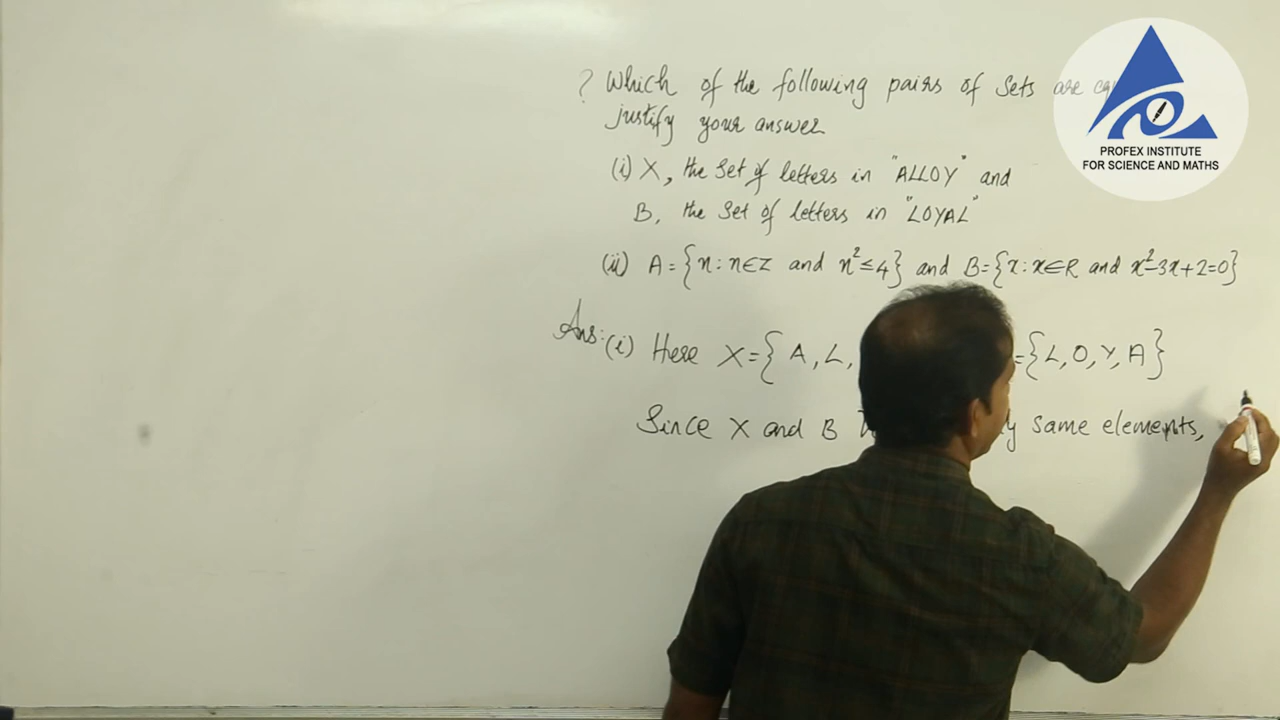 ? Which of the following pairs of sets are
justify your answer
(i) X, the set of letters in "ALLOY" and
B, the set of letters in "LOYAL"
(ii) A={n : n∈Z and n²≤4} and B={x : x∈R and x²-3x+2=0}
Ans: (i) Here X={A, L, ={L, O, Y, A}
Since X and B same elements,
PROFEX INSTITUTE
FOR SCIENCE AND MATHS